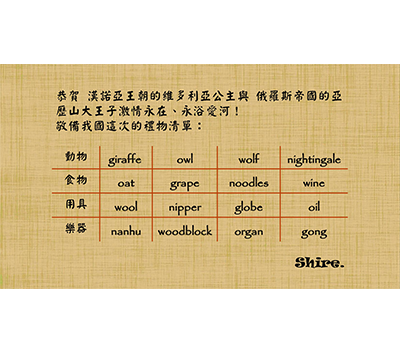 恭賀 漢諾亞王朝的維多利亞公主與 俄羅斯帝國的亞
歷山大王子激情永在、永浴愛河！
敬備我國這次的禮物清單：
動物 giraffe owl wolf nightingale
食物 oat grape noodles wine
用具 wool nipper globe oil
樂器 nanhu woodblock organ gong
Shire.